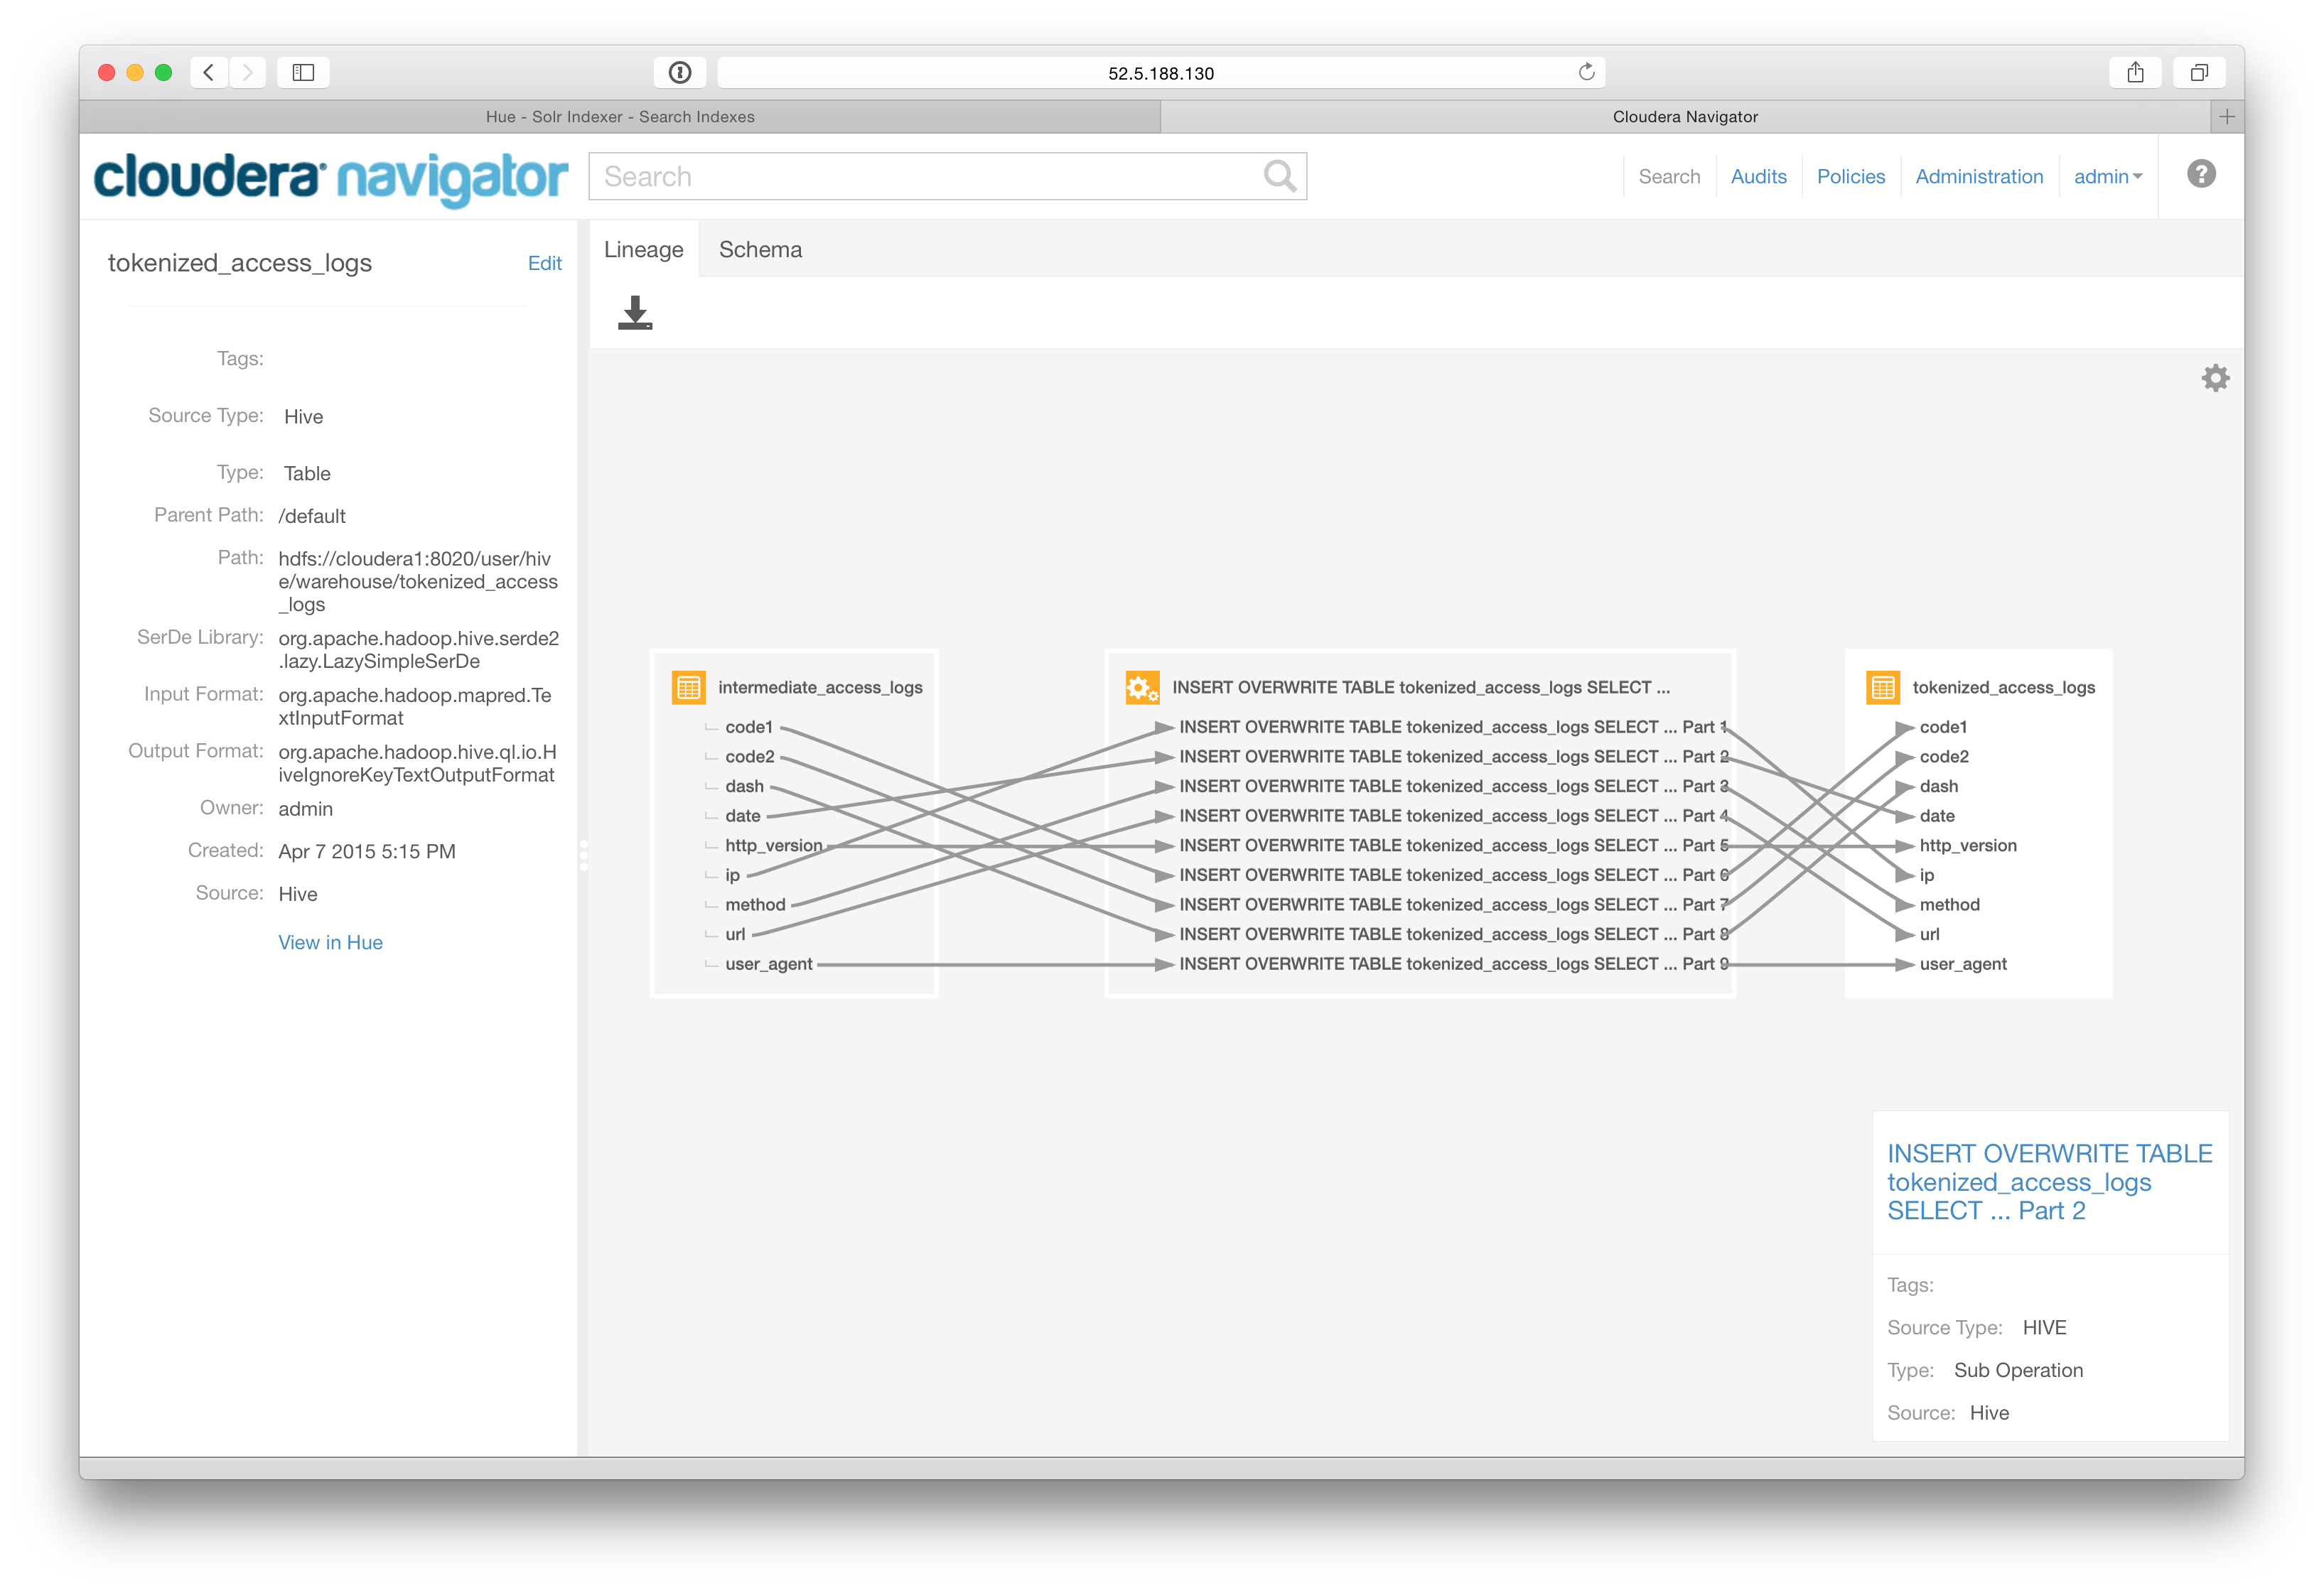 52.5.188.130
Hue - Solr Indexer - Search Indexes
Cloudera Navigator
cloudera navigator
Search
Search
Audits
Policies
Administration
admin
?
tokenized_access_logs
Edit
Tags:
Source Type: Hive
Type: Table
Parent Path: /default
Path: hdfs://cloudera1:8020/user/hiv
e/warehouse/tokenized_access
_logs
SerDe Library: org.apache.hadoop.hive.serde2
.lazy.LazySimpleSerDe
Input Format: org.apache.hadoop.mapred.Te
xtInputFormat
Output Format: org.apache.hadoop.hive.ql.io.H
iveIgnoreKeyTextOutputFormat
Owner: admin
Created: Apr 7 2015 5:15 PM
Source: Hive
View in Hue
Lineage
Schema
intermediate_access_logs
code1
code2
dash
date
http_version
ip
method
url
user_agent
INSERT OVERWRITE TABLE tokenized_access_logs SELECT ...
INSERT OVERWRITE TABLE tokenized_access_logs SELECT ... Part 1
INSERT OVERWRITE TABLE tokenized_access_logs SELECT ... Part 2
INSERT OVERWRITE TABLE tokenized_access_logs SELECT ... Part 3
INSERT OVERWRITE TABLE tokenized_access_logs SELECT ... Part 4
INSERT OVERWRITE TABLE tokenized_access_logs SELECT ... Part 5
INSERT OVERWRITE TABLE tokenized_access_logs SELECT ... Part 6
INSERT OVERWRITE TABLE tokenized_access_logs SELECT ... Part 7
INSERT OVERWRITE TABLE tokenized_access_logs SELECT ... Part 8
INSERT OVERWRITE TABLE tokenized_access_logs SELECT ... Part 9
tokenized_access_logs
code1
code2
dash
date
http_version
ip
method
url
user_agent
INSERT OVERWRITE TABLE
tokenized_access_logs
SELECT ... Part 2
Tags:
Source Type: HIVE
Type: Sub Operation
Source: Hive